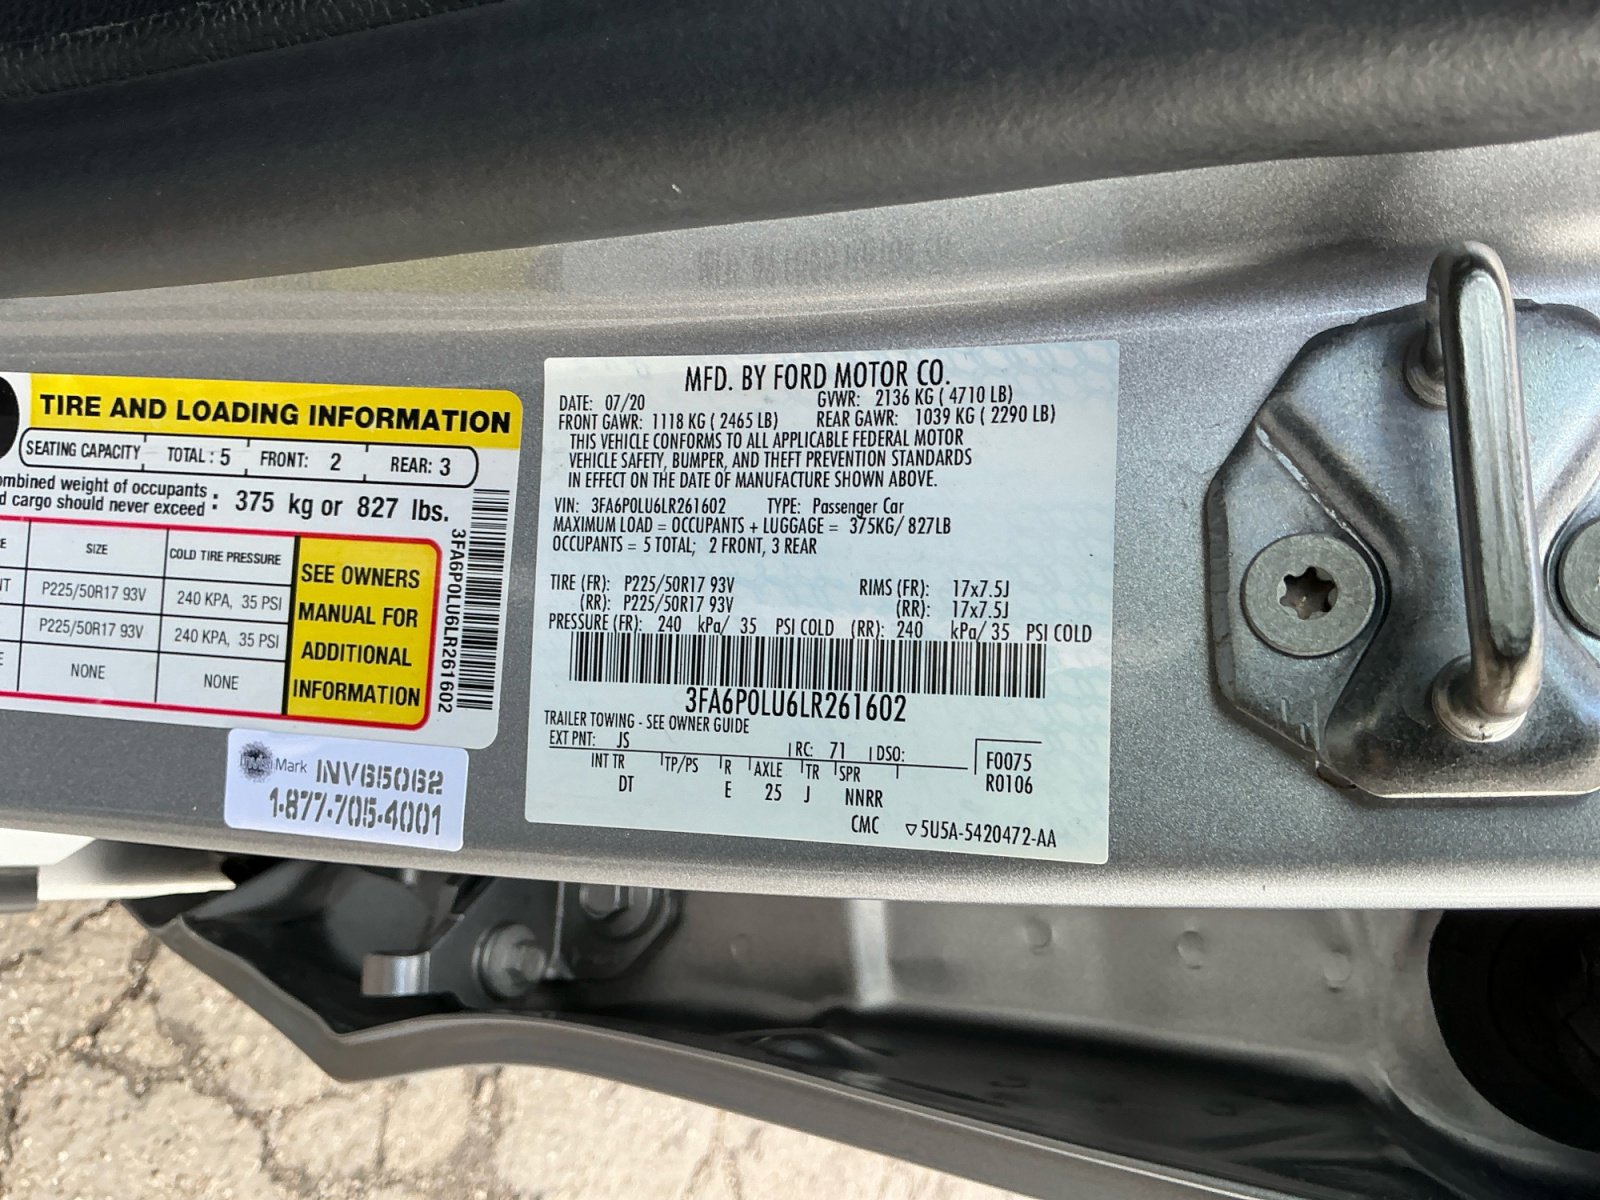 TIRE AND LOADING INFORMATION
SEATING CAPACITY TOTAL: 5 FRONT: 2 REAR: 3
ombined weight of occupants
d cargo should never exceed : 375 kg or 827 lbs.
SIZE COLD TIRE PRESSURE
P225/50R17 93V 240 KPA, 35 PSI
P225/50R17 93V 240 KPA, 35 PSI
NONE NONE
SEE OWNERS
MANUAL FOR
ADDITIONAL
INFORMATION
3FA6P0LU6LR261602
Mark INV65062
1-877-705-4001
MFD. BY FORD MOTOR CO.
DATE: 07/20 GVWR: 2136 KG ( 4710 LB)
FRONT GAWR: 1118 KG ( 2465 LB) REAR GAWR: 1039 KG ( 2290 LB)
THIS VEHICLE CONFORMS TO ALL APPLICABLE FEDERAL MOTOR
VEHICLE SAFETY, BUMPER, AND THEFT PREVENTION STANDARDS
IN EFFECT ON THE DATE OF MANUFACTURE SHOWN ABOVE.
VIN: 3FA6P0LU6LR261602 TYPE: Passenger Car
MAXIMUM LOAD = OCCUPANTS + LUGGAGE = 375KG/ 827LB
OCCUPANTS = 5 TOTAL; 2 FRONT, 3 REAR
TIRE (FR): P225/50R17 93V RIMS (FR): 17x7.5J
(RR): P225/50R17 93V (RR): 17x7.5J
PRESSURE (FR): 240 kPa/ 35 PSI COLD (RR): 240 kPa/ 35 PSI COLD
3FA6P0LU6LR261602
TRAILER TOWING - SEE OWNER GUIDE
EXT PNT: JS RC: 71 DSO:
INT TR TP/PS R AXLE TR SPR
DT E 25 J NNRR
F0075
R0106
CMC 5U5A-5420472-AA